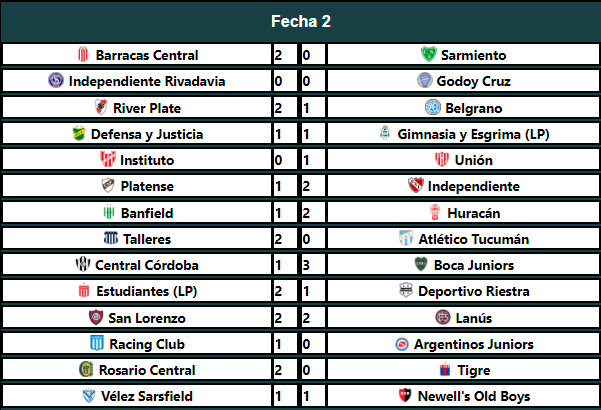 Fecha 2
Barracas Central 2 0 Sarmiento
Independiente Rivadavia 0 0 Godoy Cruz
River Plate 2 1 Belgrano
Defensa y Justicia 1 1 Gimnasia y Esgrima (LP)
Instituto 0 1 Unión
Platense 1 2 Independiente
Banfield 1 2 Huracán
Talleres 2 0 Atlético Tucumán
Central Córdoba 1 3 Boca Juniors
Estudiantes (LP) 2 1 Deportivo Riestra
San Lorenzo 2 2 Lanús
Racing Club 1 0 Argentinos Juniors
Rosario Central 2 0 Tigre
Vélez Sarsfield 1 1 Newell's Old Boys